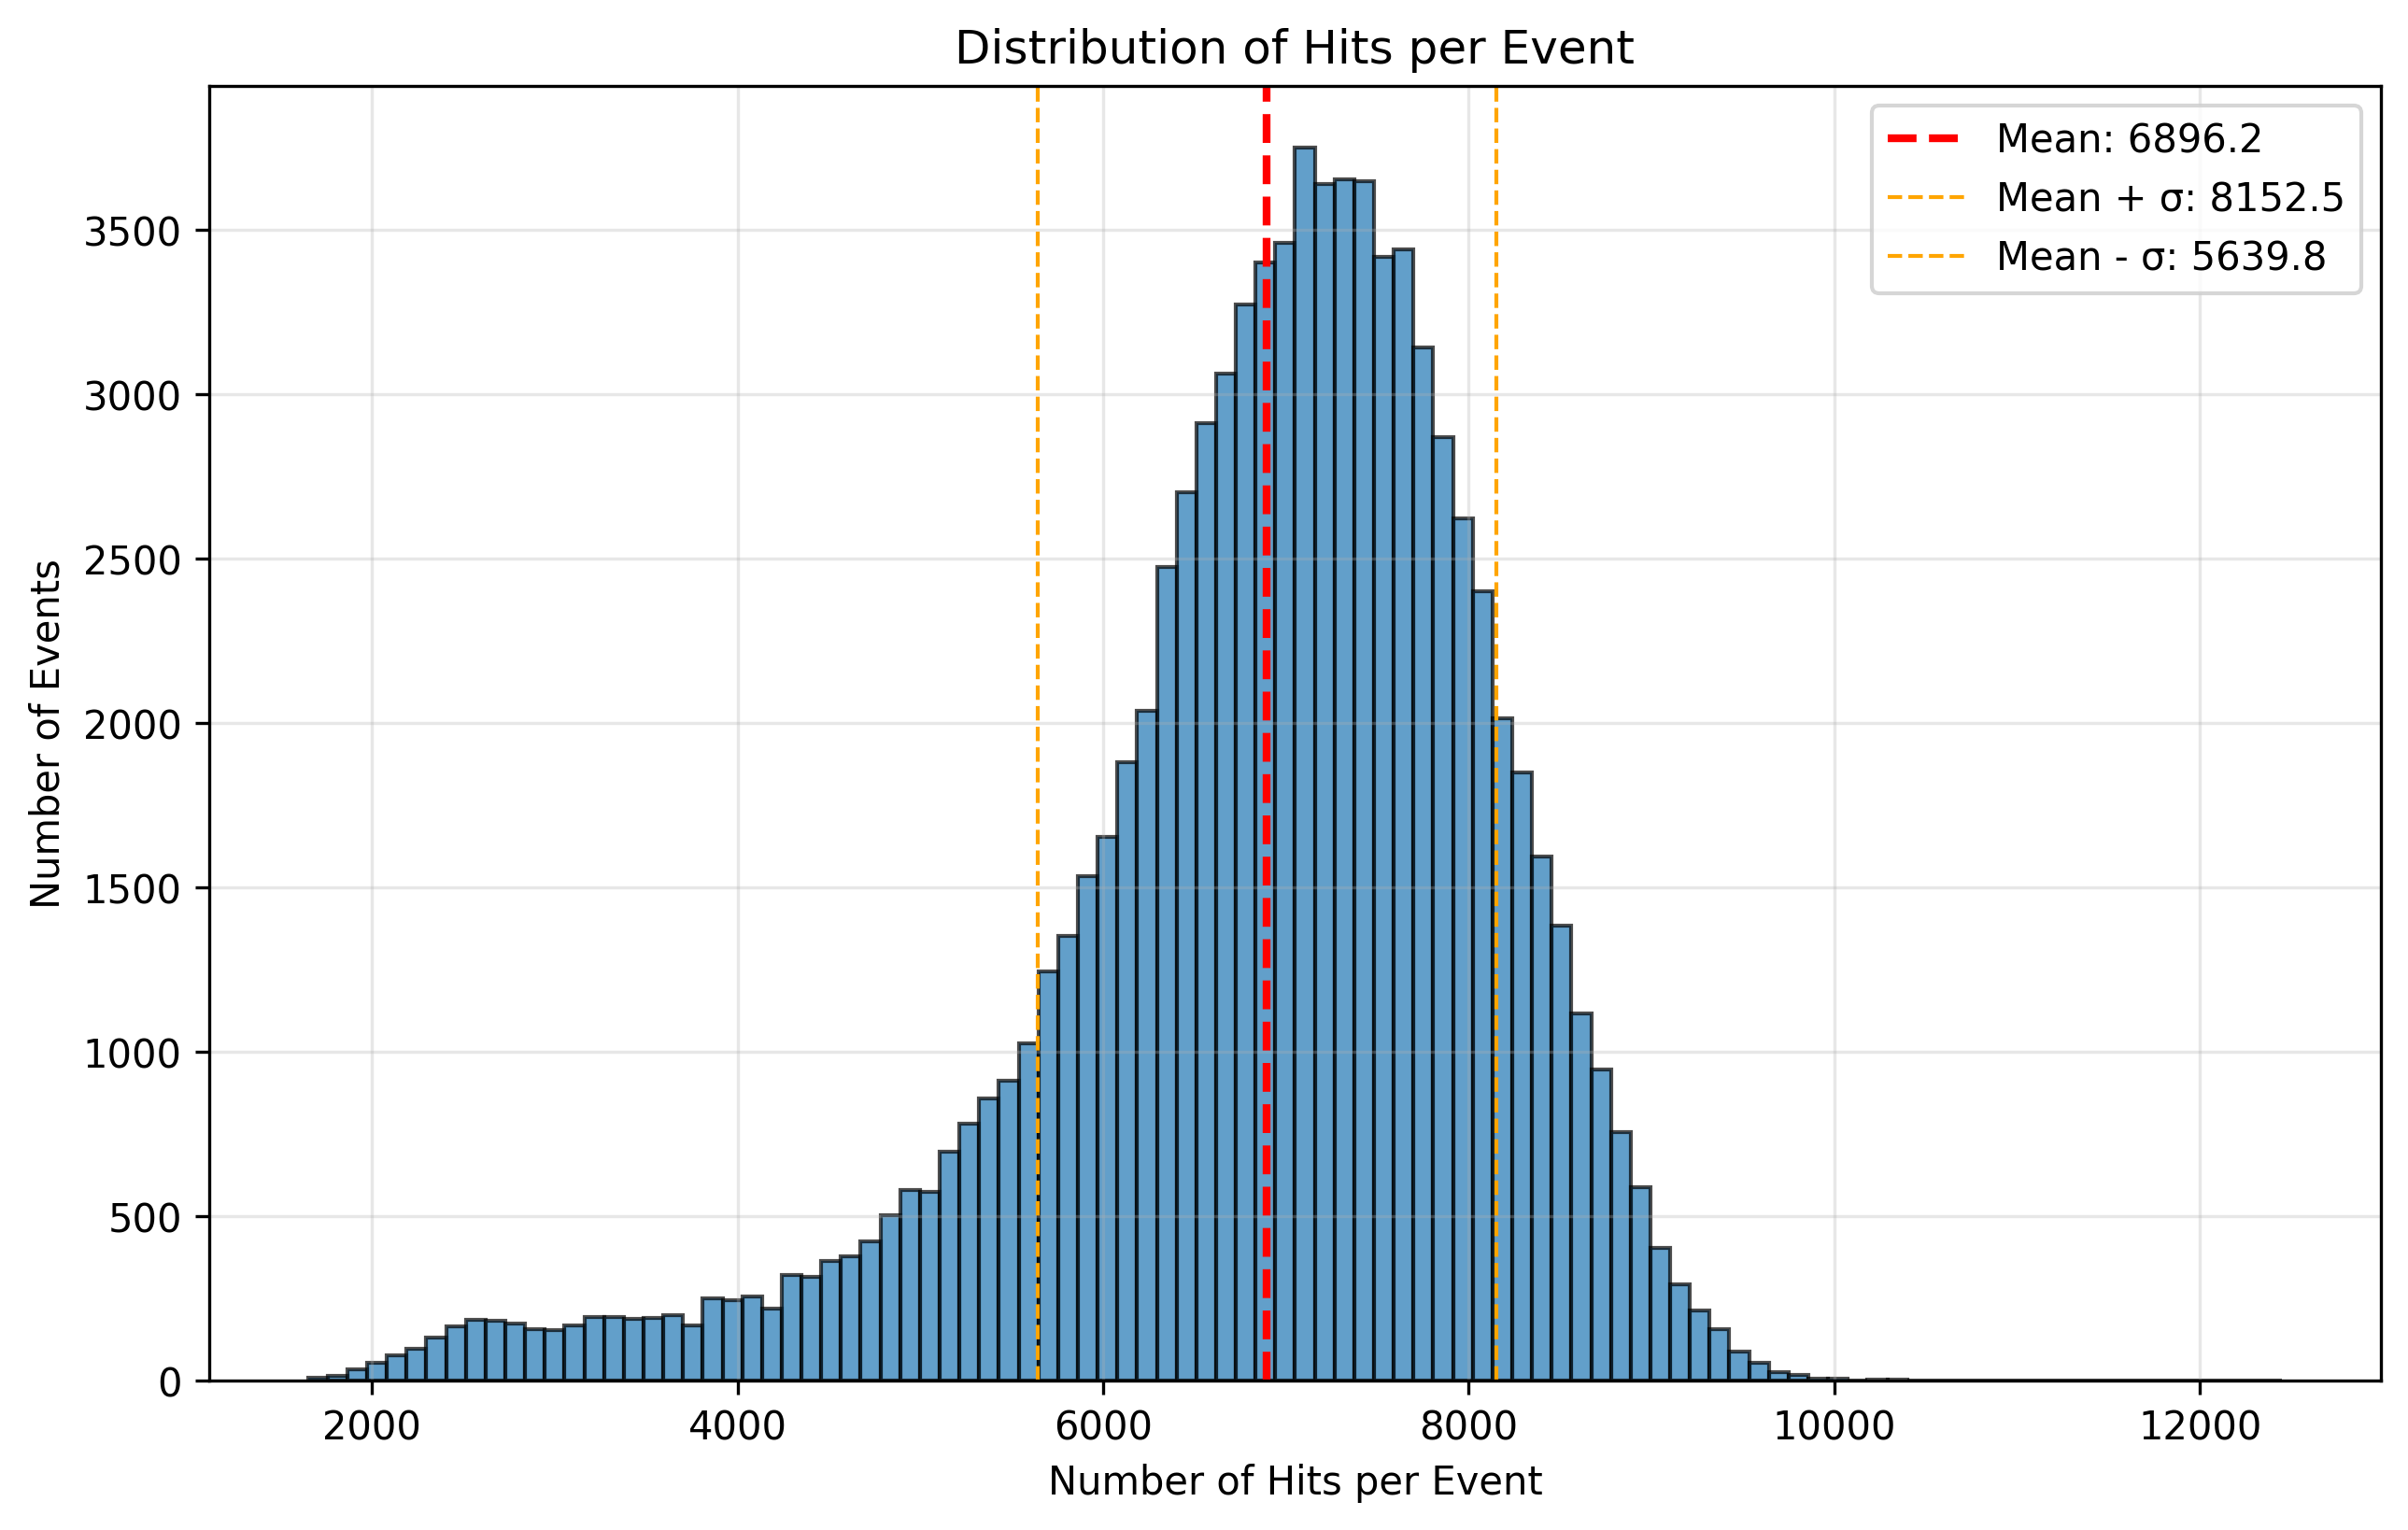 Distribution of Hits per Event
Mean: 6896.2
Mean + σ: 8152.5
Mean - σ: 5639.8
Number of Events
3500
3000
2500
2000
1500
1000
500
0
2000 4000 6000 8000 10000 12000
Number of Hits per Event